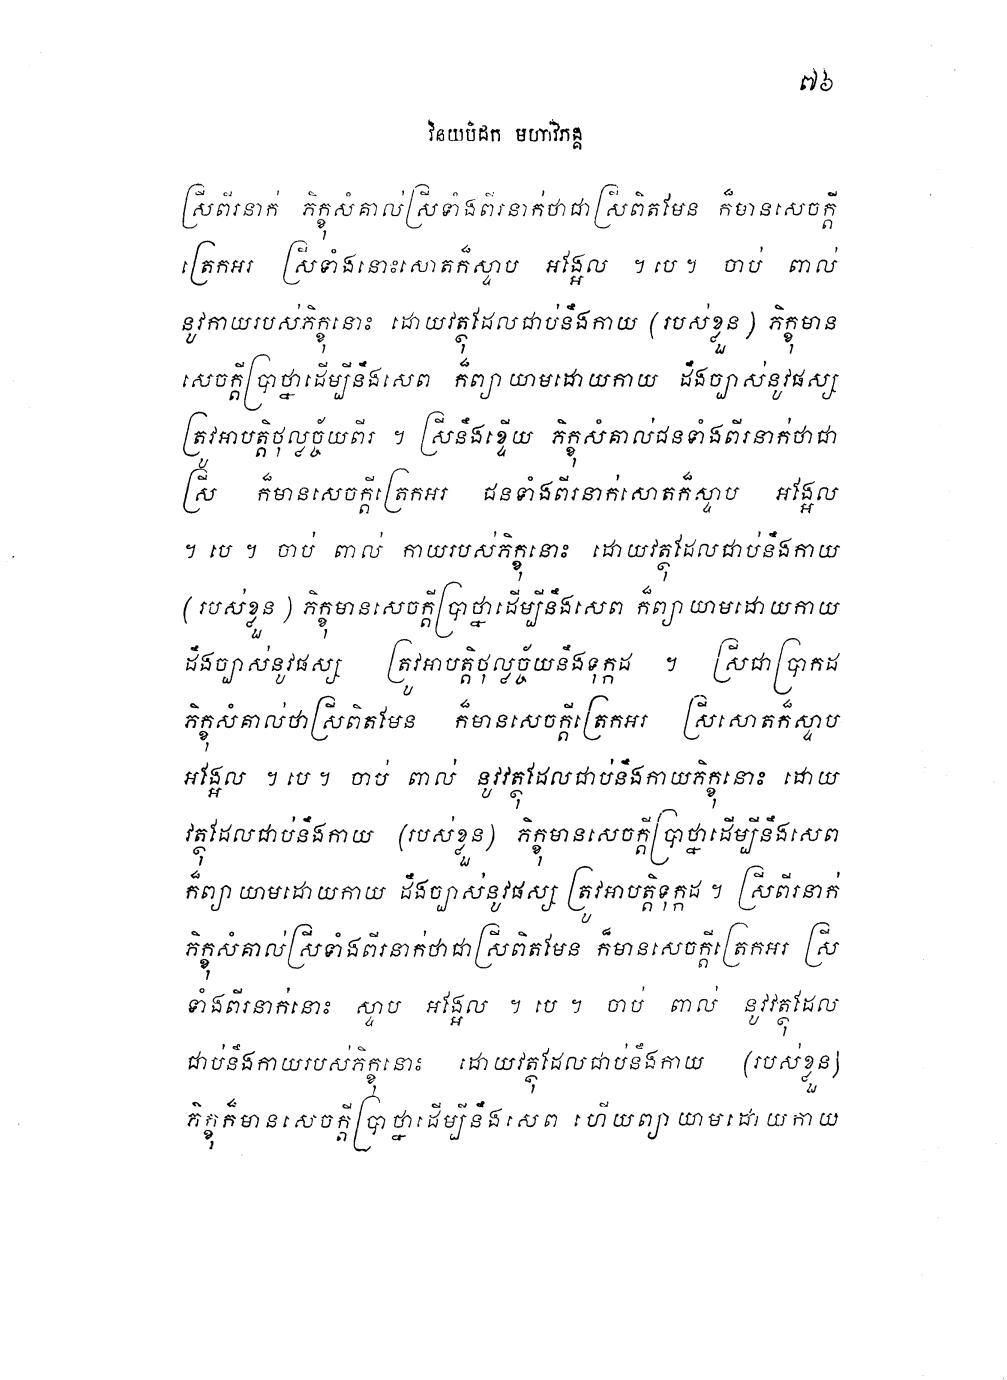 ៧៦
វិនយបិដក មហាវិភង្គ
ស្រីពីរនាក់ ភិក្ខុសំគាល់ស្រីទាំងពីរនាក់ថាជាស្រីពិតមែន ក៏មានសេចក្តី
ត្រេកអរ ស្រីទាំងនោះសោតក៏ស្ទាប អង្អែល ។ បេ ។ ចាប់ ពាល់
នូវកាយរបស់ភិក្ខុនោះ ដោយវត្ថុដែលជាប់នឹងកាយ (របស់ខ្លួន) ភិក្ខុមាន
សេចក្តីប្រាថ្នាដើម្បីនឹងសេព ក៏ព្យាយាមដោយកាយ ដឹងច្បាស់នូវផស្ស
ត្រូវអាបត្តិថុល្លច្ច័យពីរ ។ ស្រីនឹងខ្ទើយ ភិក្ខុសំគាល់ជនទាំងពីរនាក់ថាជា
ស្រី ក៏មានសេចក្តីត្រេកអរ ជនទាំងពីរនាក់សោតក៏ស្ទាប អង្អែល
។ បេ ។ ចាប់ ពាល់ កាយរបស់ភិក្ខុនោះ ដោយវត្ថុដែលជាប់នឹងកាយ
(របស់ខ្លួន) ភិក្ខុមានសេចក្តីប្រាថ្នាដើម្បីនឹងសេព ក៏ព្យាយាមដោយកាយ
ដឹងច្បាស់នូវផស្ស ត្រូវអាបត្តិថុល្លច្ច័យនឹងទុក្កដ ។ ស្រីជាប្រាកដ
ភិក្ខុសំគាល់ថាស្រីពិតមែន ក៏មានសេចក្តីត្រេកអរ ស្រីសោតក៏ស្ទាប
អង្អែល ។ បេ ។ ចាប់ ពាល់ នូវវត្ថុដែលជាប់នឹងកាយភិក្ខុនោះ ដោយ
វត្ថុដែលជាប់នឹងកាយ (របស់ខ្លួន) ភិក្ខុមានសេចក្តីប្រាថ្នាដើម្បីនឹងសេព
ក៏ព្យាយាមដោយកាយ ដឹងច្បាស់នូវផស្ស ត្រូវអាបត្តិទុក្កដ ។ ស្រីពីរនាក់
ភិក្ខុសំគាល់ស្រីទាំងពីរនាក់ថាជាស្រីពិតមែន ក៏មានសេចក្តីត្រេកអរ ស្រី
ទាំងពីរនាក់នោះ ស្ទាប អង្អែល ។ បេ ។ ចាប់ ពាល់ នូវវត្ថុដែល
ជាប់នឹងកាយរបស់ភិក្ខុនោះ ដោយវត្ថុដែលជាប់នឹងកាយ (របស់ខ្លួន)
ភិក្ខុក៏មានសេចក្តីប្រាថ្នាដើម្បីនឹងសេព ហើយព្យាយាមដោយកាយ